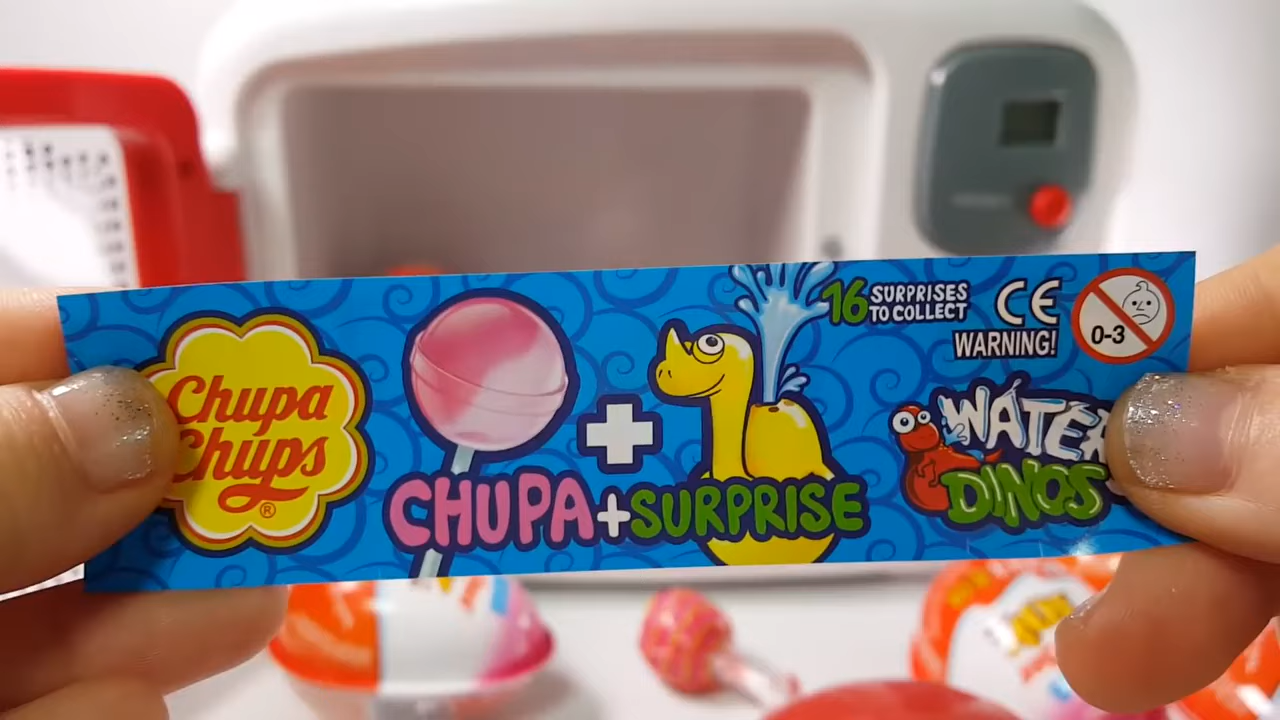 Chupa
Chups
®
CHUPA+SURPRISE
16 SURPRISES
TO COLLECT
CE
WARNING!
0-3
WATER
DINOS